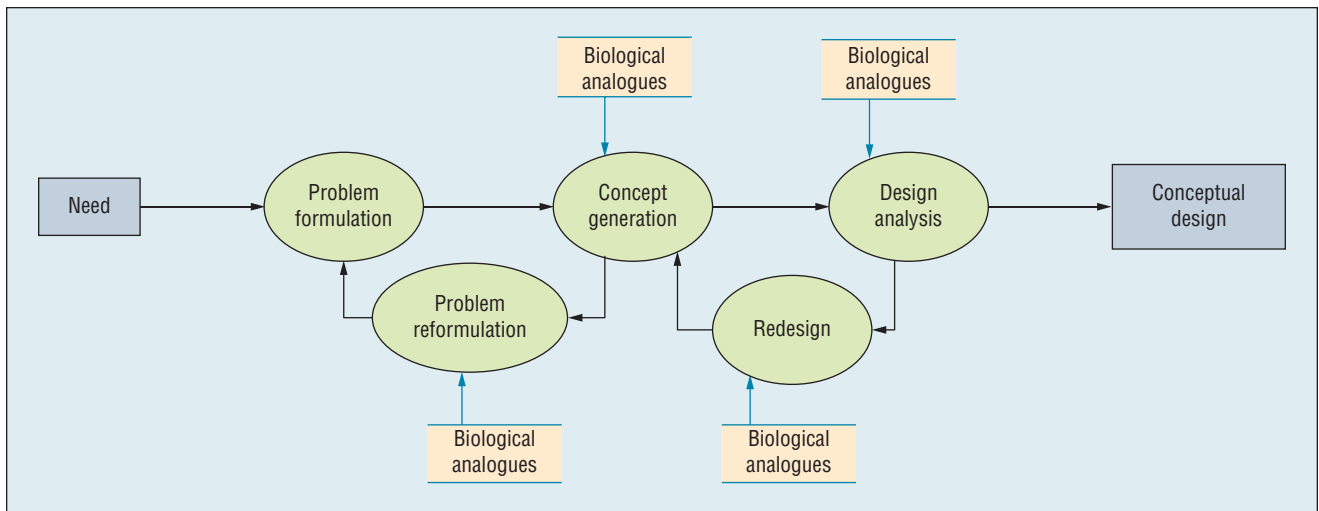 Biological
analogues
Biological
analogues
Need
Problem
formulation
Concept
generation
Design
analysis
Conceptual
design
Problem
reformulation
Redesign
Biological
analogues
Biological
analogues